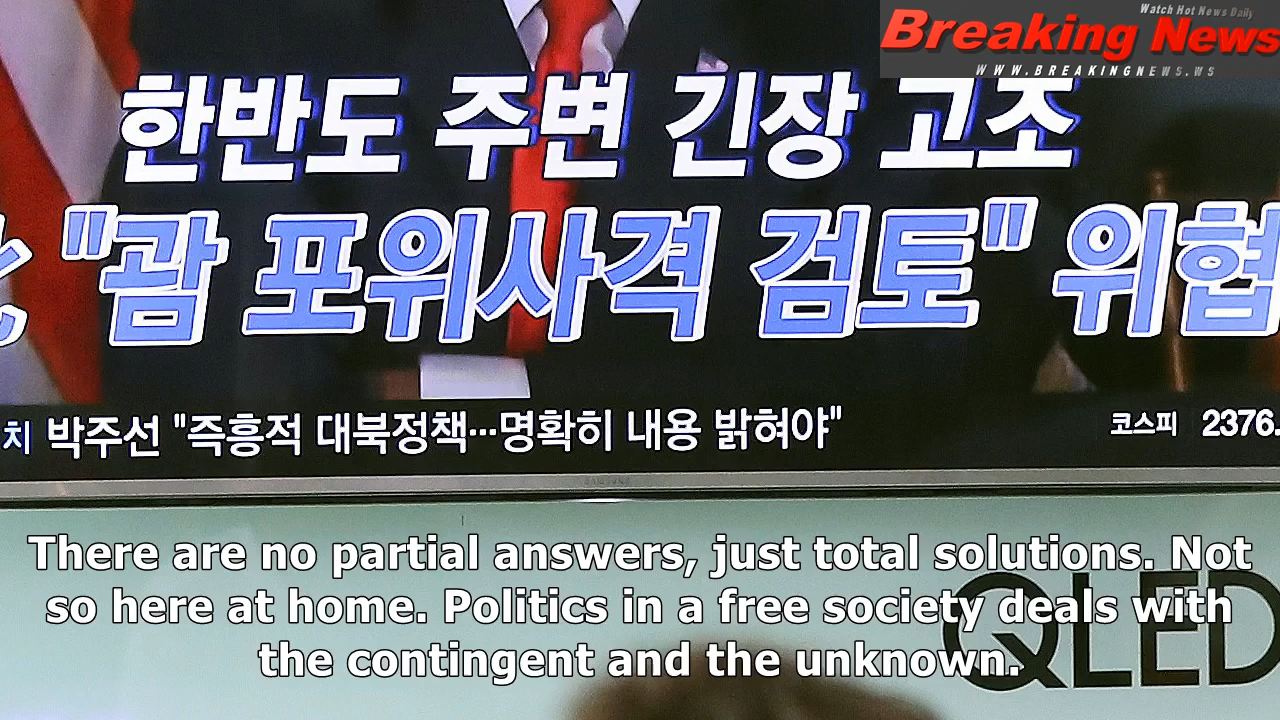 Watch Hot News Daily
Breaking News
WWW.BREAKINGNEWS.WS
한반도 주변 긴장 고조
"괌 포위사격 검토" 위협
치 박주선 "즉흥적 대북정책…명확히 내용 밝혀야"
코스피 2376.
SAMSUNG
There are no partial answers, just total solutions. Not
so here at home. Politics in a free society deals with
the contingent and the unknown.
QLED